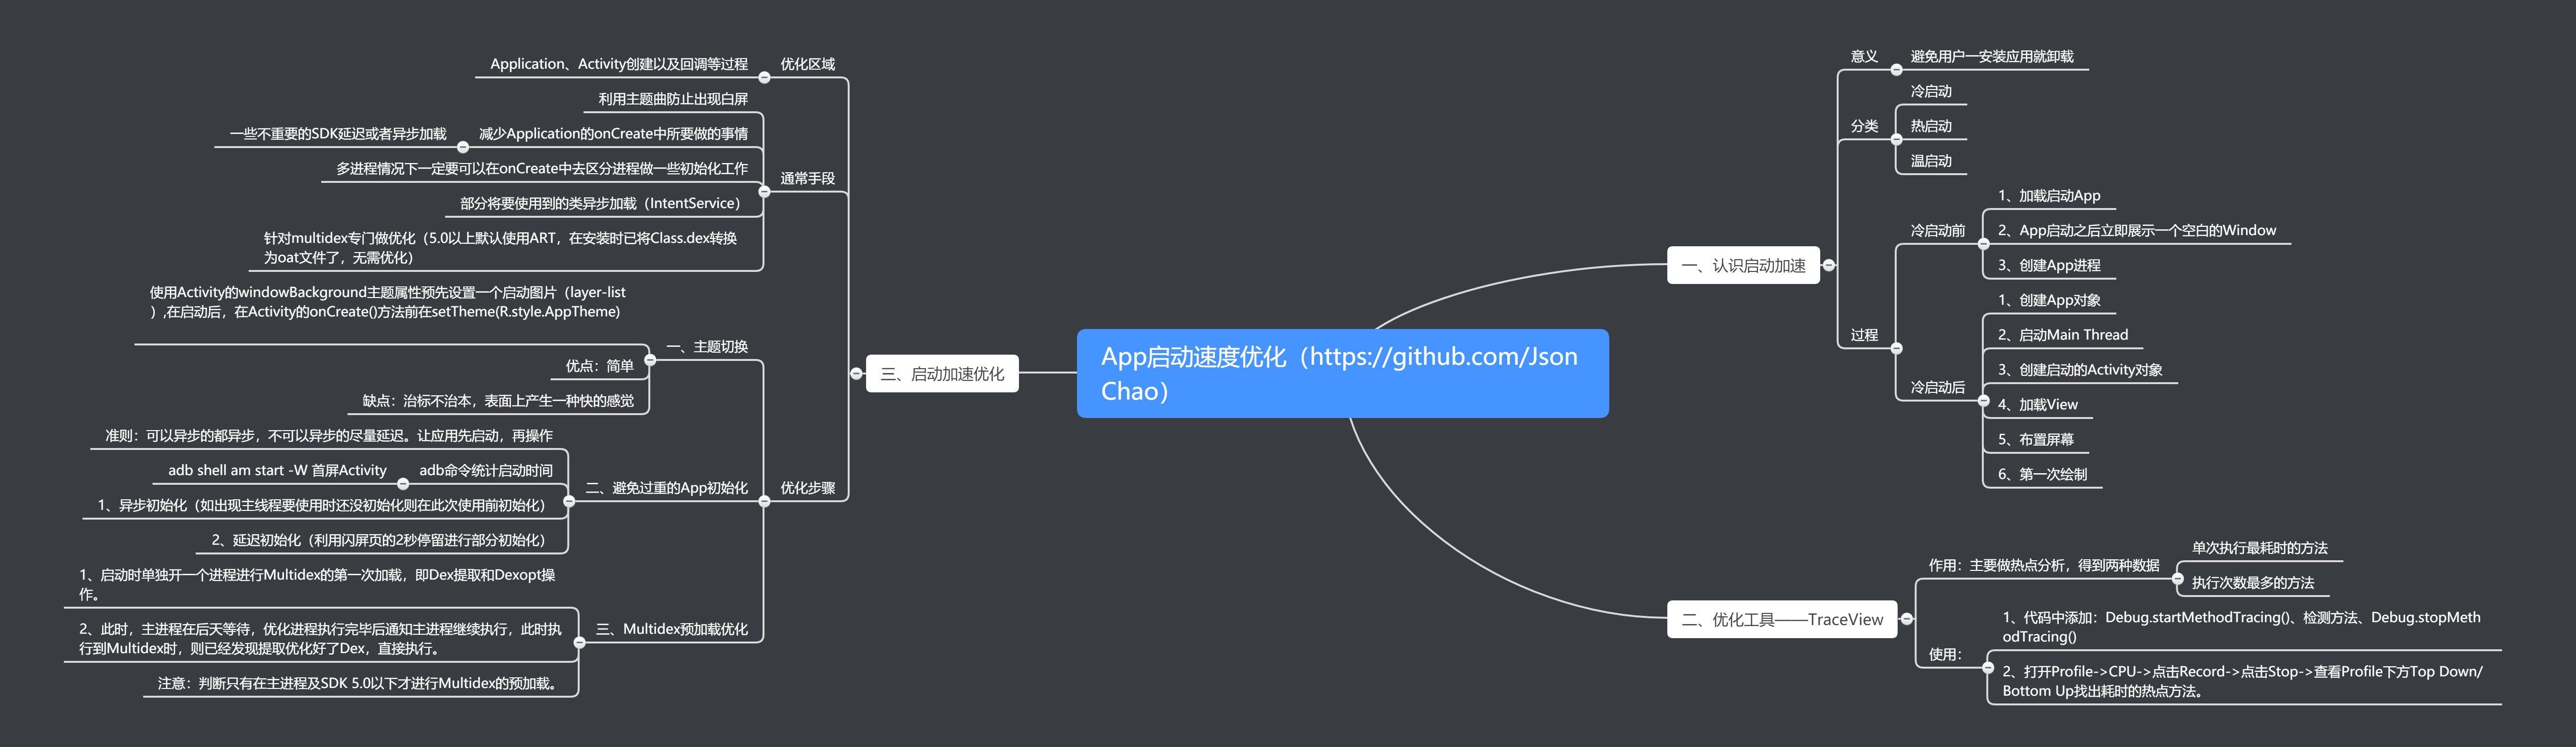 App启动速度优化（https://github.com/Json
Chao）
一、认识启动加速
意义
避免用户一安装应用就卸载
分类
冷启动
热启动
温启动
过程
冷启动前
1、加载启动App
2、App启动之后立即展示一个空白的Window
3、创建App进程
冷启动后
1、创建App对象
2、启动Main Thread
3、创建启动的Activity对象
4、加载View
5、布置屏幕
6、第一次绘制
二、优化工具——TraceView
作用：主要做热点分析，得到两种数据
单次执行最耗时的方法
执行次数最多的方法
使用：
1、代码中添加：Debug.startMethodTracing()、检测方法、Debug.stopMeth
odTracing()
2、打开Profile->CPU->点击Record->点击Stop->查看Profile下方Top Down/
Bottom Up找出耗时的热点方法。
三、启动加速优化
优化区域
Application、Activity创建以及回调等过程
通常手段
利用主题曲防止出现白屏
减少Application的onCreate中所要做的事情
一些不重要的SDK延迟或者异步加载
多进程情况下一定要可以在onCreate中去区分进程做一些初始化工作
部分将要使用到的类异步加载（IntentService）
针对multidex专门做优化（5.0以上默认使用ART，在安装时已将Class.dex转换
为oat文件了，无需优化）
优化步骤
一、主题切换
使用Activity的windowBackground主题属性预先设置一个启动图片（layer-list
）,在启动后，在Activity的onCreate()方法前在setTheme(R.style.AppTheme)
优点：简单
缺点：治标不治本，表面上产生一种快的感觉
二、避免过重的App初始化
准则：可以异步的都异步，不可以异步的尽量延迟。让应用先启动，再操作
adb命令统计启动时间
adb shell am start -W 首屏Activity
1、异步初始化（如出现主线程要使用时还没初始化则在此次使用前初始化）
2、延迟初始化（利用闪屏页的2秒停留进行部分初始化）
三、Multidex预加载优化
1、启动时单独开一个进程进行Multidex的第一次加载，即Dex提取和Dexopt操
作。
2、此时，主进程在后天等待，优化进程执行完毕后通知主进程继续执行，此时执
行到Multidex时，则已经发现提取优化好了Dex，直接执行。
注意：判断只有在主进程及SDK 5.0以下才进行Multidex的预加载。